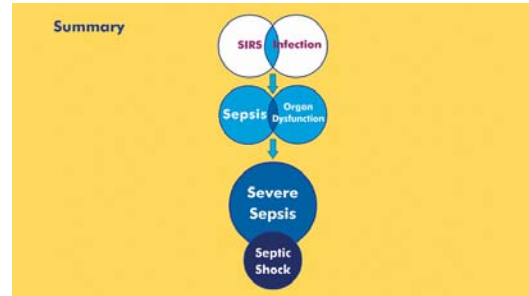 Summary
SIRS Infection
Sepsis Organ
Dysfunction
Severe
Sepsis
Septic
Shock